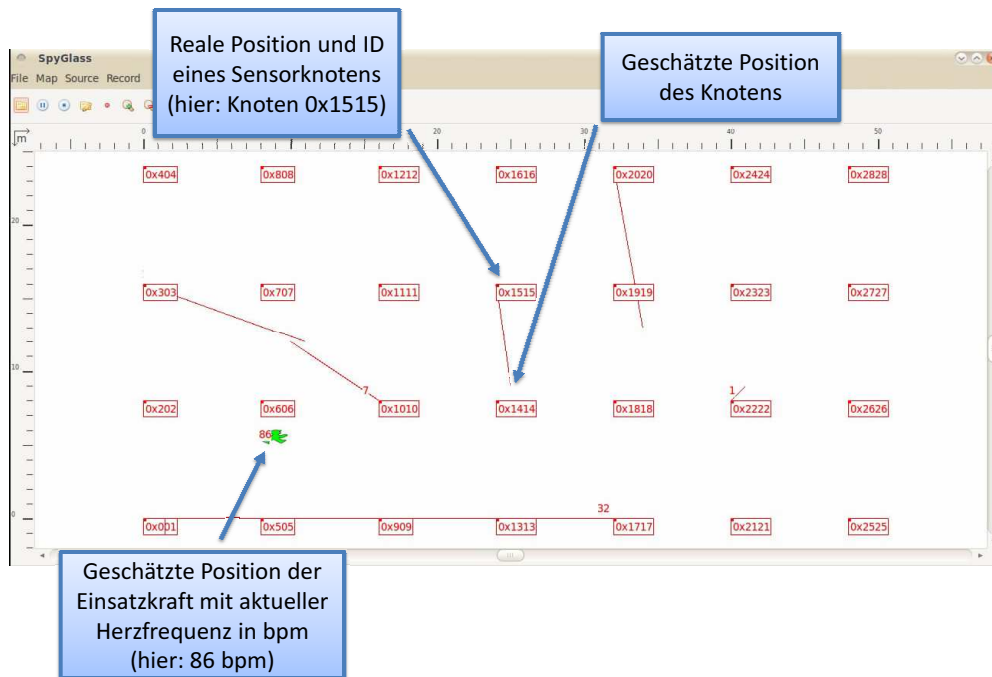 Reale Position und ID
eines Sensorknotens
(hier: Knoten 0x1515)
Geschätzte Position
des Knotens
SpyGlass
File Map Source Record
m
0 20 30 40 50
0x404 0x808 0x1212 0x1616 0x2020 0x2424 0x2828
20
0x303 0x707 0x1111 0x1515 0x1919 0x2323 0x2727
10
7 1
0x202 0x606 0x1010 0x1414 0x1818 0x2222 0x2626
86
32
0
0x001 0x505 0x909 0x1313 0x1717 0x2121 0x2525
Geschätzte Position der
Einsatzkraft mit aktueller
Herzfrequenz in bpm
(hier: 86 bpm)